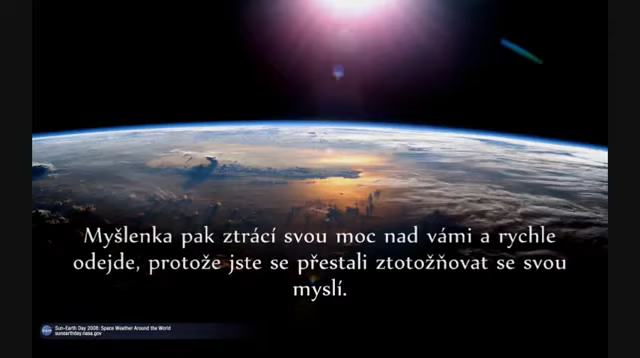 Myšlenka pak ztrácí svou moc nad vámi a rychle
odejde, protože jste se přestali ztotožňovat se svou
myslí.
Sun-Earth Day 2008: Space Weather Around the World
sunearthday.nasa.gov